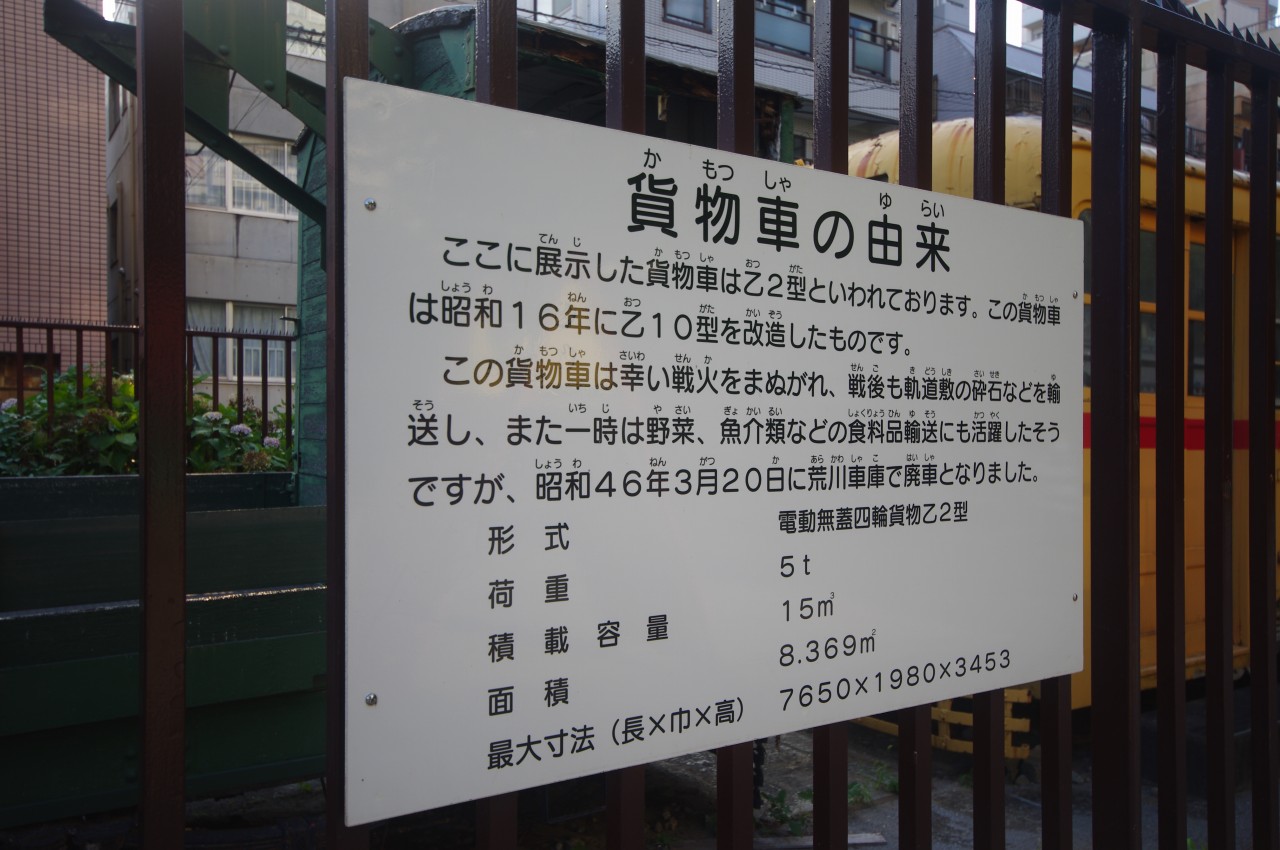 貨物車の由来
ここに展示した貨物車は乙2型といわれております。この貨物車
は昭和16年に乙10型を改造したものです。
この貨物車は幸い戦火をまぬがれ、戦後も軌道敷の砕石などを輸
送し、また一時は野菜、魚介類などの食料品輸送にも活躍したそう
ですが、昭和46年3月20日に荒川車庫で廃車となりました。
形式 電動無蓋四輪貨物乙2型
荷重 5t
積載容量 15m³
面積 8.369m²
最大寸法（長×巾×高） 7650×1980×3453